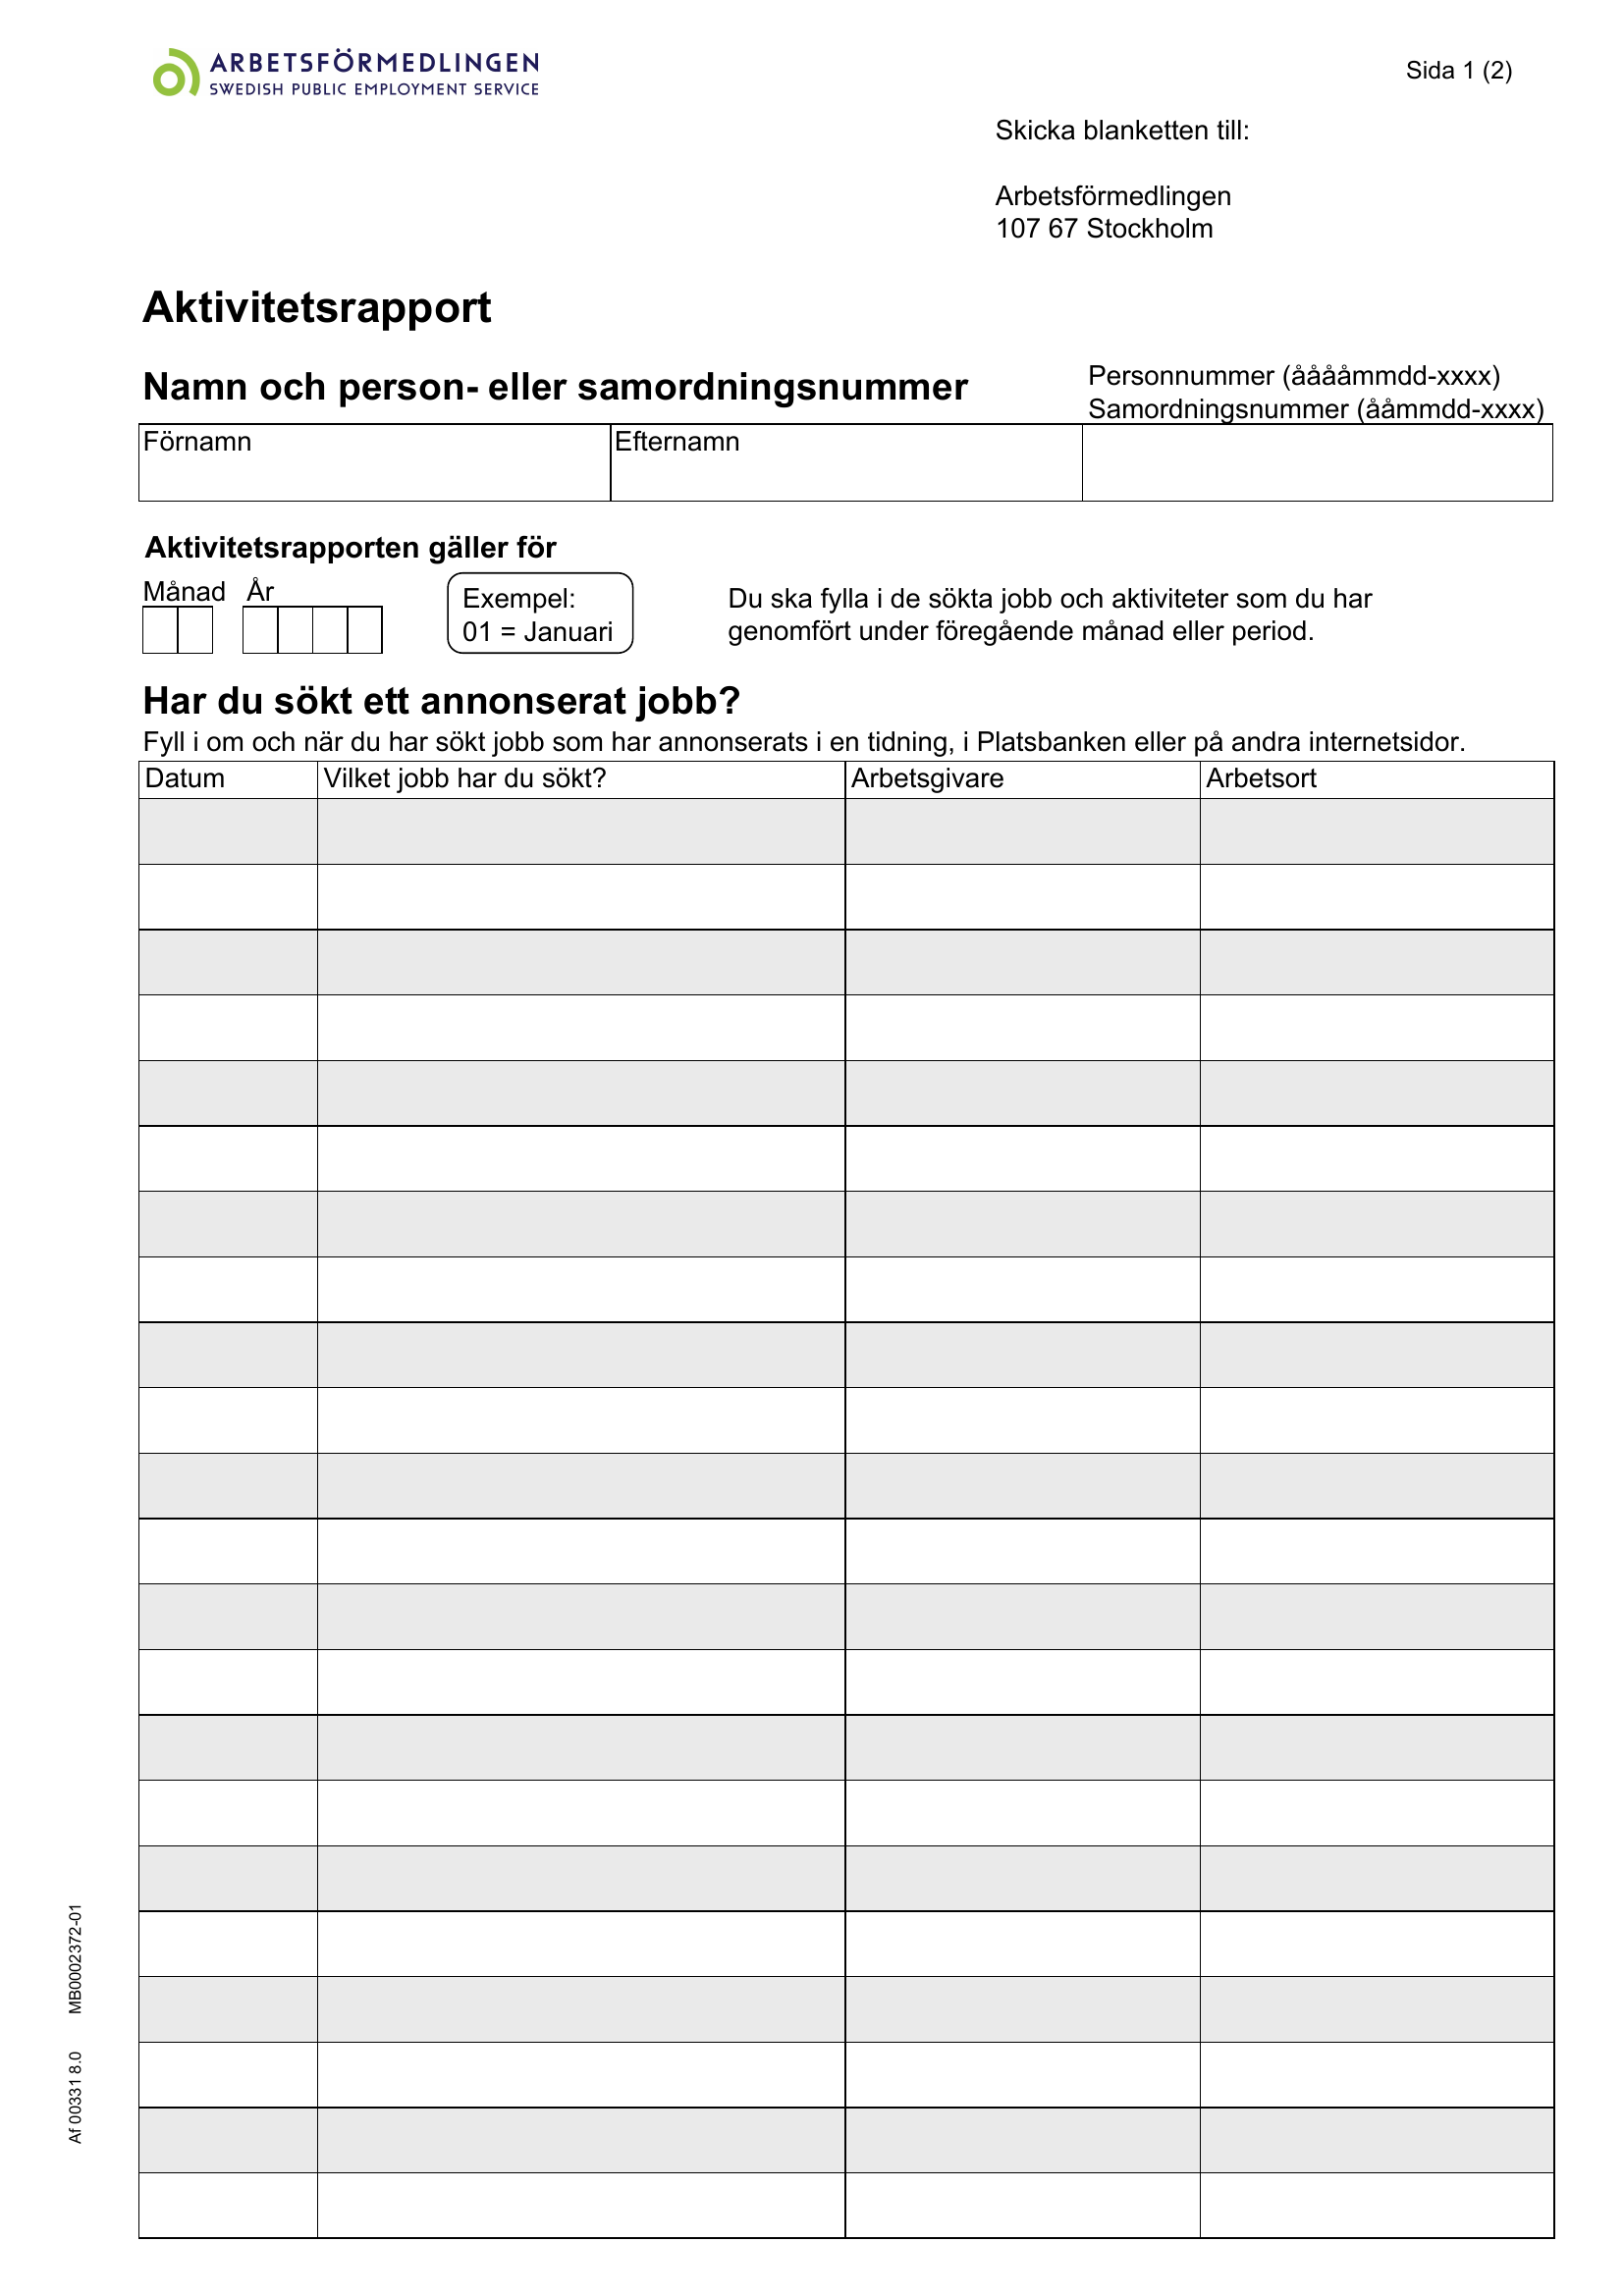 ARBETSFÖRMEDLINGEN
SWEDISH PUBLIC EMPLOYMENT SERVICE
Sida 1 (2)
Skicka blanketten till:
Arbetsförmedlingen
107 67 Stockholm
Aktivitetsrapport
Namn och person- eller samordningsnummer
Personnummer (ååååmmdd-xxxx)
Samordningsnummer (ååmmdd-xxxx)
Förnamn
Efternamn
Aktivitetsrapporten gäller för
Månad År
Exempel:
01 = Januari
Du ska fylla i de sökta jobb och aktiviteter som du har
genomfört under föregående månad eller period.
Har du sökt ett annonserat jobb?
Fyll i om och när du har sökt jobb som har annonserats i en tidning, i Platsbanken eller på andra internetsidor.
Datum
Vilket jobb har du sökt?
Arbetsgivare
Arbetsort
Af 00331 8.0 MB0002372-01